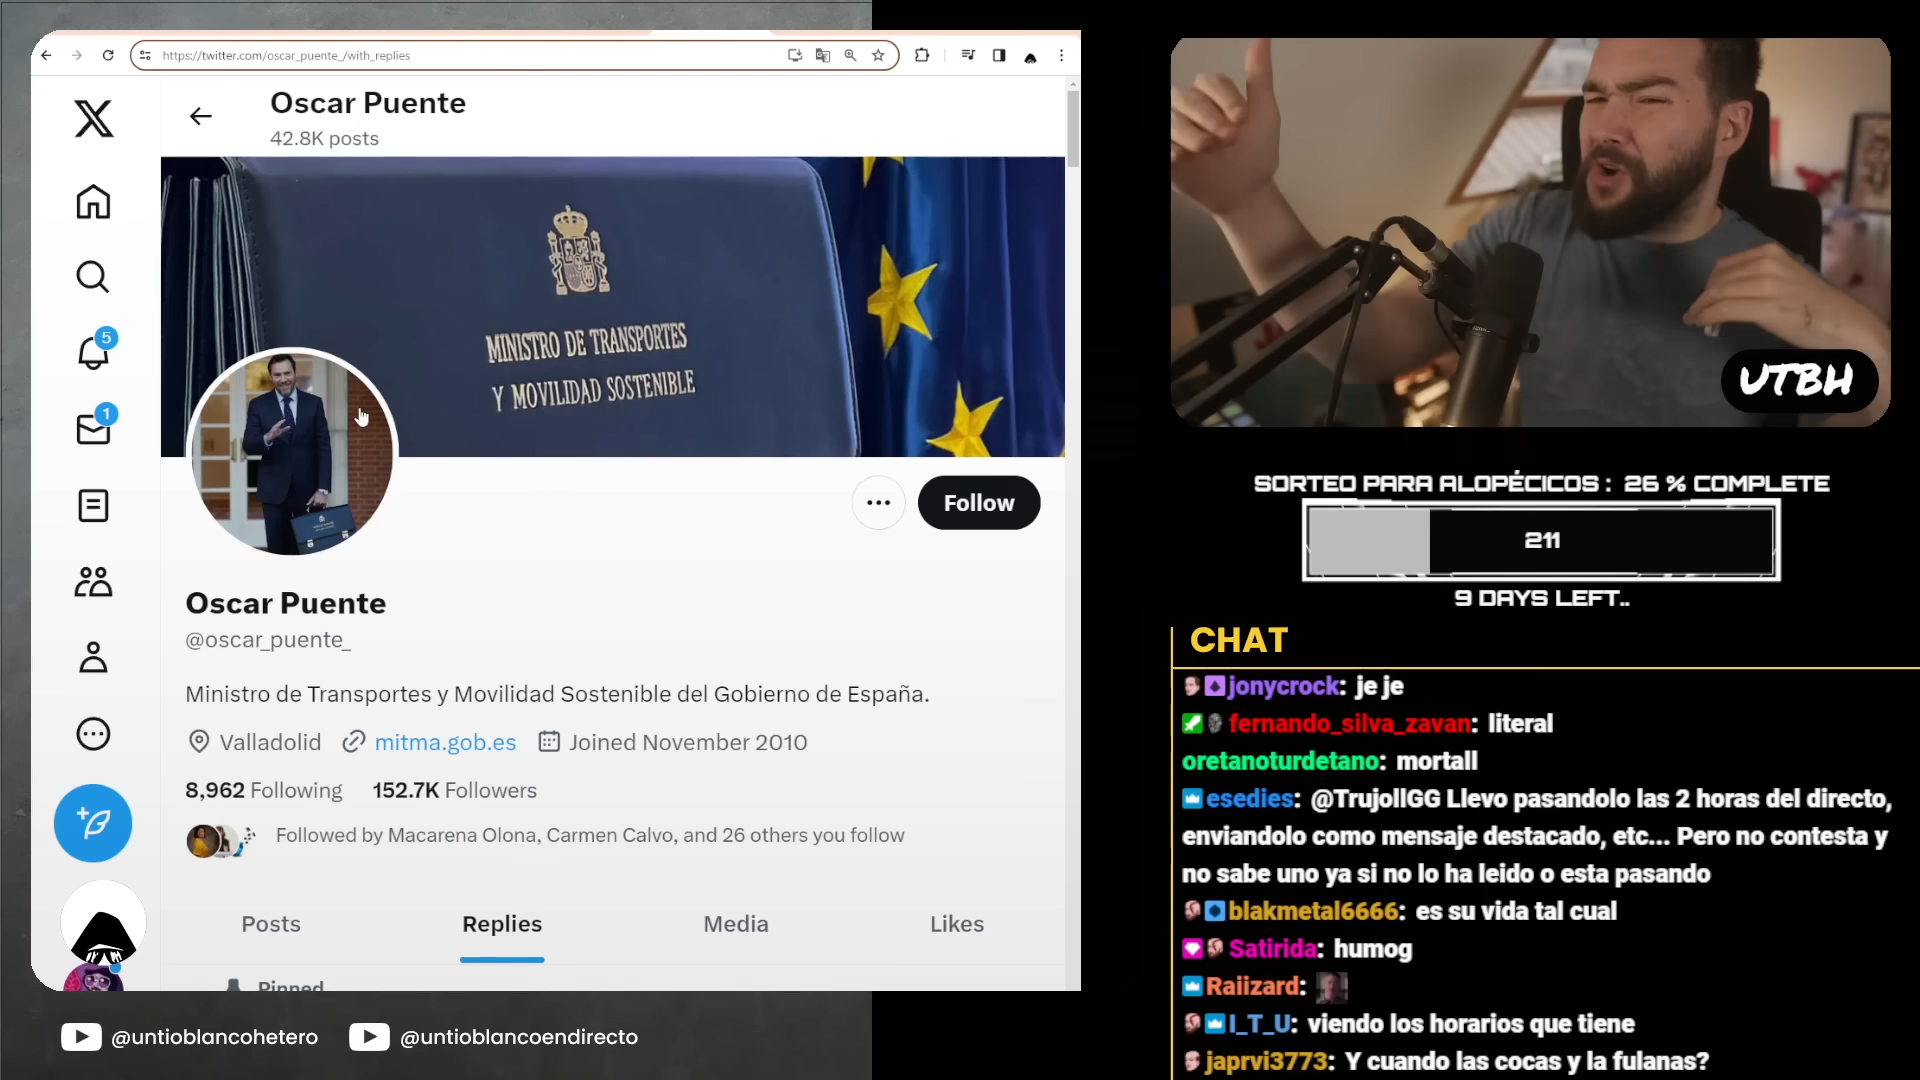 https://twitter.com/oscar_puente_/with_replies
Oscar Puente
42.8K posts
MINISTRO DE TRANSPORTES
Y MOVILIDAD SOSTENIBLE
5
1
Follow
Oscar Puente
@oscar_puente_
Ministro de Transportes y Movilidad Sostenible del Gobierno de España.
Valladolid mitma.gob.es Joined November 2010
8,962 Following 152.7K Followers
Followed by Macarena Olona, Carmen Calvo, and 26 others you follow
Posts Replies Media Likes
Pinned
@untioblancohetero @untioblancoendirecto
UTBH
SORTEO PARA ALOPÉCICOS : 26 % COMPLETE
211
9 DAYS LEFT..
CHAT
jonycrock: je je
fernando_silva_zavan: literal
oretanoturdetano: mortall
esedies: @TrujollGG Llevo pasandolo las 2 horas del directo,
enviandolo como mensaje destacado, etc... Pero no contesta y
no sabe uno ya si no lo ha leido o esta pasando
blakmetal6666: es su vida tal cual
Satirida: humog
Raiizard:
I_T_U: viendo los horarios que tiene
japrvi3773: Y cuando las cocas y la fulanas?